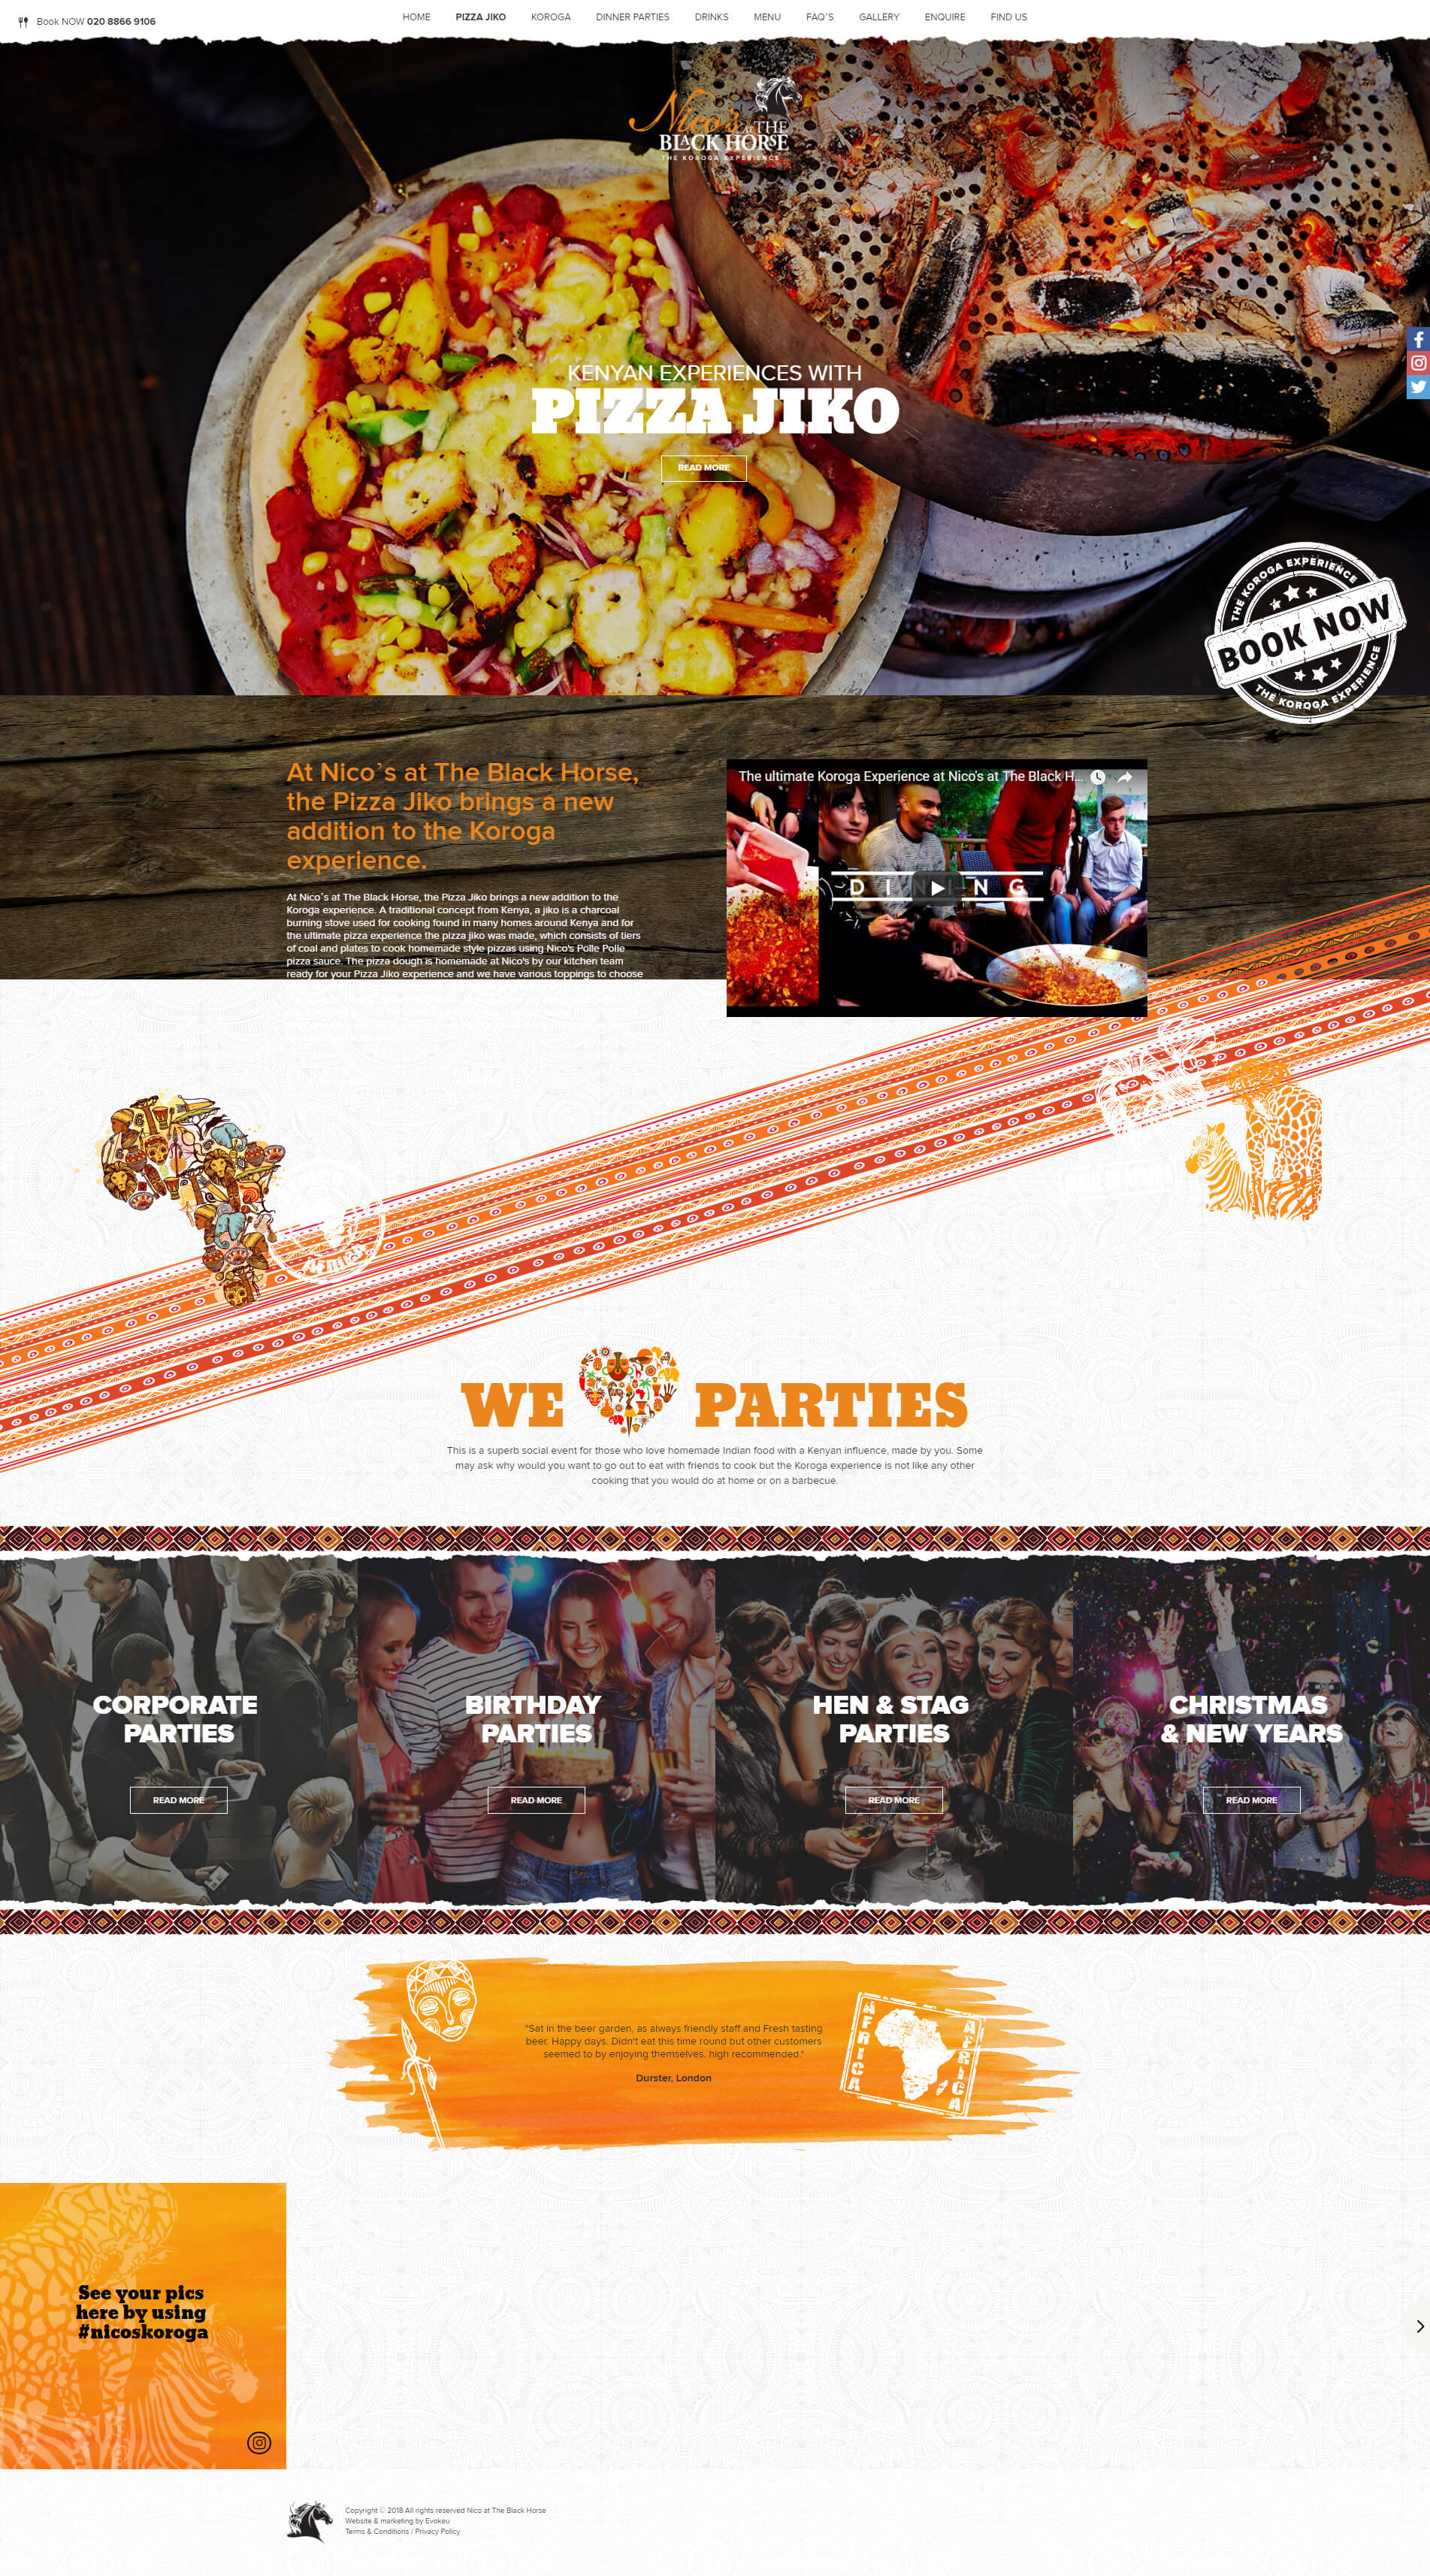 Book NOW 020 8866 9106
HOME
PIZZA JIKO
KOROGA
DINNER PARTIES
DRINKS
MENU
FAQ'S
GALLERY
ENQUIRE
FIND US
Nico's
AT THE
BLACK HORSE
THE KOROGA EXPERIENCE
KENYAN EXPERIENCES WITH
PIZZA JIKO
READ MORE
THE KOROGA EXPERIENCE
BOOK NOW
THE KOROGA EXPERIENCE
At Nico's at The Black Horse,
the Pizza Jiko brings a new
addition to the Koroga
experience.
At Nico's at The Black Horse, the Pizza Jiko brings a new addition to the
Koroga experience. A traditional concept from Kenya, a jiko is a charcoal
burning stove used for cooking found in many homes around Kenya and for
the ultimate pizza experience the pizza jiko was made, which consists of tiers
of coal and plates to cook homemade style pizzas using Nico's Polle Polle
pizza sauce. The pizza dough is homemade at Nico's by our kitchen team
ready for your Pizza Jiko experience and we have various toppings to choose
The ultimate Koroga Experience at Nico's at The Black H...
DINING
AFRICA
WE PARTIES
This is a superb social event for those who love homemade Indian food with a Kenyan influence, made by you. Some
may ask why would you want to go out to eat with friends to cook but the Koroga experience is not like any other
cooking that you would do at home or on a barbecue.
CORPORATE
PARTIES
READ MORE
BIRTHDAY
PARTIES
READ MORE
HEN & STAG
PARTIES
READ MORE
CHRISTMAS
& NEW YEARS
READ MORE
"Sat in the beer garden, as always friendly staff and Fresh tasting
beer. Happy days. Didn't eat this time round but other customers
seemed to by enjoying themselves. high recommended."
Durster, London
AFRICA
AFRICA
See your pics
here by using
#nicoskoroga
Copyright © 2018 All rights reserved Nico at The Black Horse
Website & marketing by Evokeu
Terms & Conditions / Privacy Policy